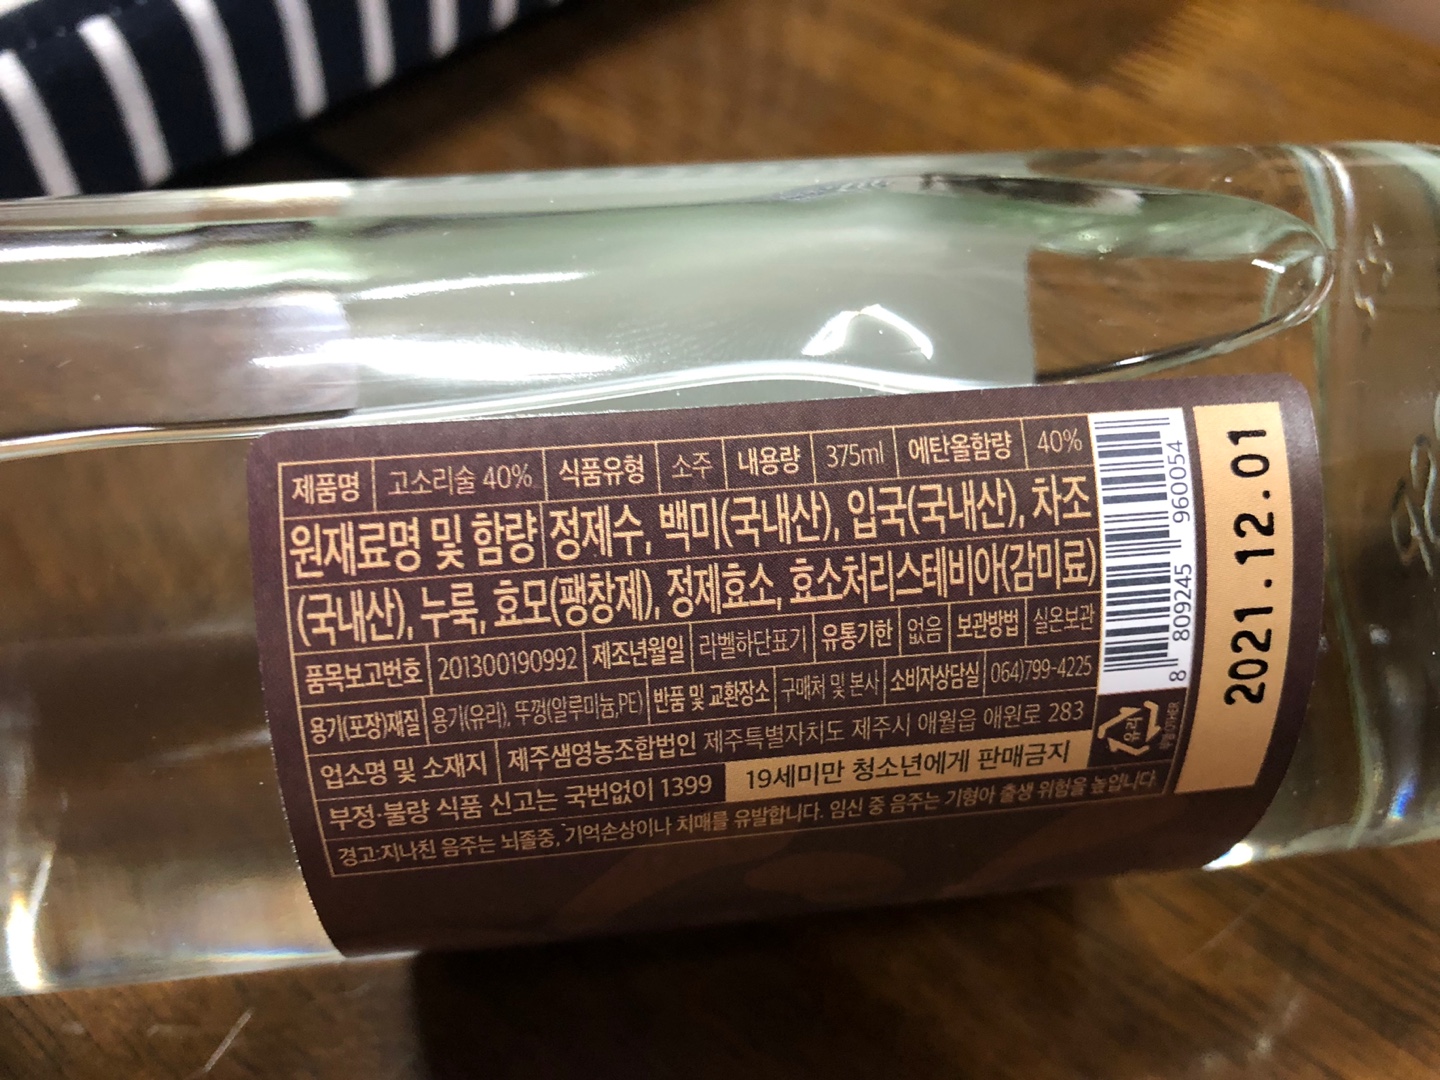 제품명 고소리술 40% 식품유형 소주 내용량 375ml 에탄올함량 40%
원재료명 및 함량 정제수, 백미(국내산), 입국(국내산), 차조
(국내산), 누룩, 효모(팽창제), 정제효소, 효소처리스테비아(감미료)
품목보고번호 201300190992 제조년월일 라벨하단표기 유통기한 없음 보관방법 실온보관
용기(포장)재질 용기(유리), 뚜껑(알루미늄,PE) 반품 및 교환장소 구매처 및 본사 소비자상담실 064)799-4225
업소명 및 소재지 제주샘영농조합법인 제주특별자치도 제주시 애월읍 애원로 283
부정·불량 식품 신고는 국번없이 1399 19세미만 청소년에게 판매금지
경고:지나친 음주는 뇌졸중, 기억손상이나 치매를 유발합니다. 임신 중 음주는 기형아 출생 위험을 높입니다.
8 809245 960054
유리
2021.12.01